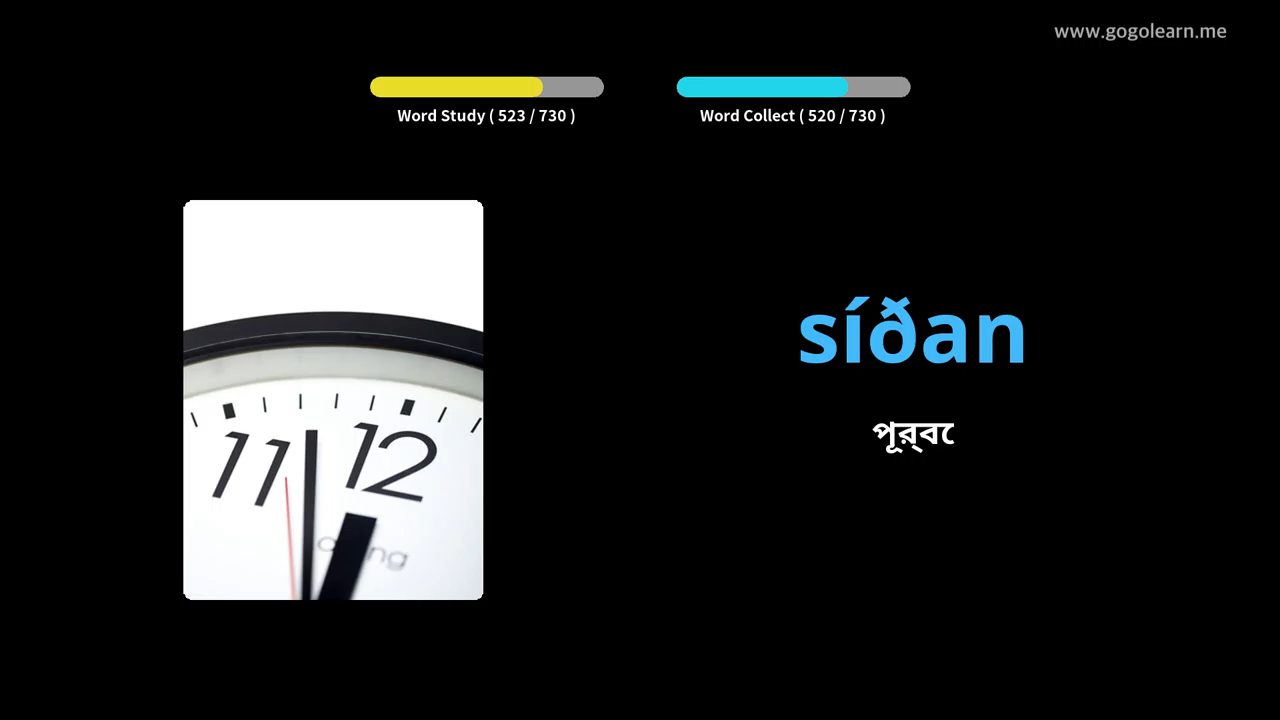 www.gogolearn.me
Word Study ( 523 / 730 )
Word Collect ( 520 / 730 )
11 12
síðan
পূর্বে